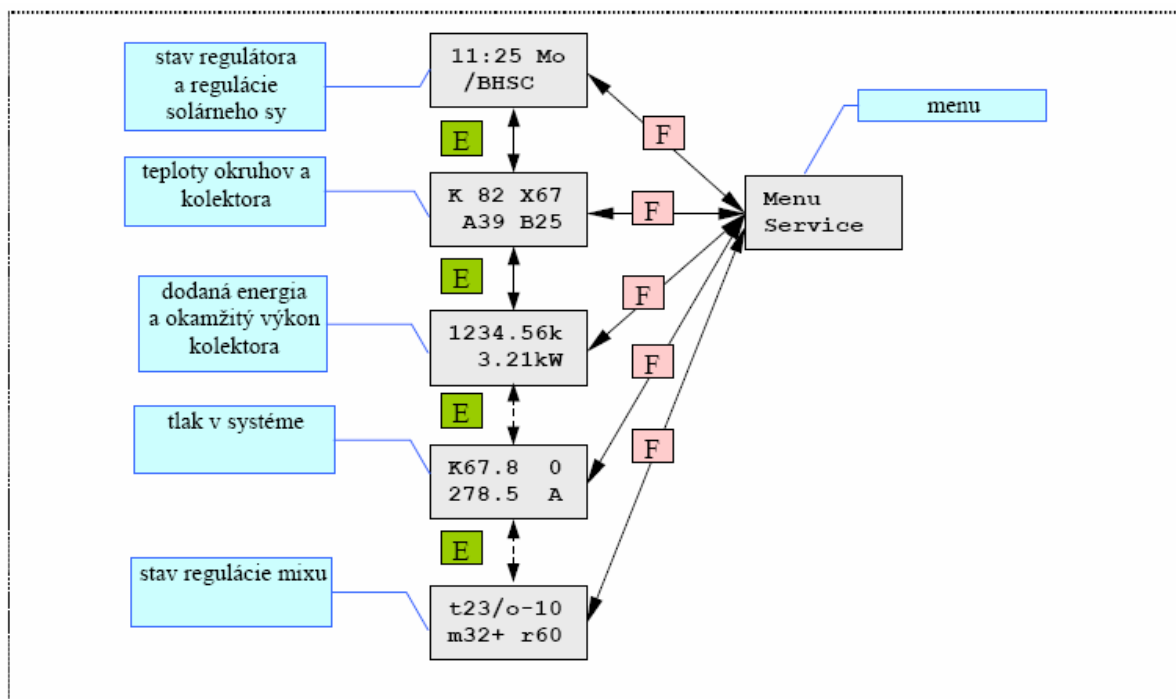 stav regulátora
a regulácie
solárneho sy
11:25 Mo
/BHSC
menu
E
F
teploty okruhov a
kolektora
K 82 X67
A39 B25
F
Menu
Service
E
F
dodaná energia
a okamžitý výkon
kolektora
1234.56k
3.21kW
F
E
tlak v systéme
K67.8 0
278.5 A
F
E
stav regulácie mixu
t23/o-10
m32+ r60